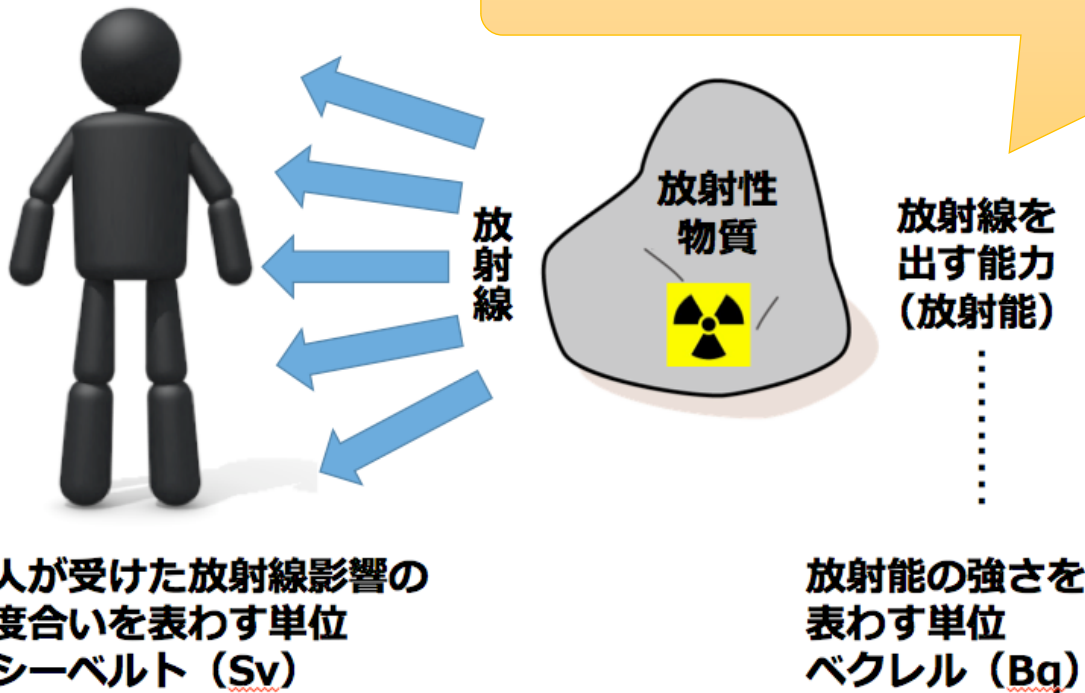 放射性
物質
放射線
放射線を
出す能力
（放射能）
人が受けた放射線影響の
度合いを表わす単位
シーベルト（Sv）
放射能の強さを
表わす単位
ベクレル（Bq）